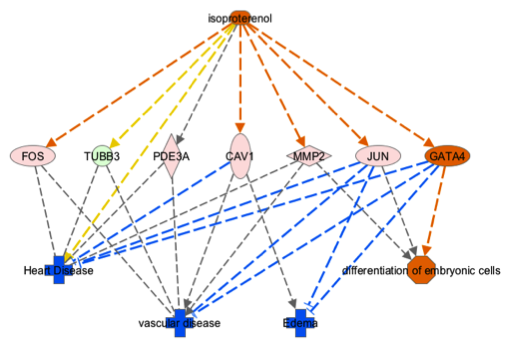 isoproterenol
FOS
TUBB3
PDE3A
CAV1
MMP2
JUN
GATA4
Heart Disease
differentiation of embryonic cells
vascular disease
Edema